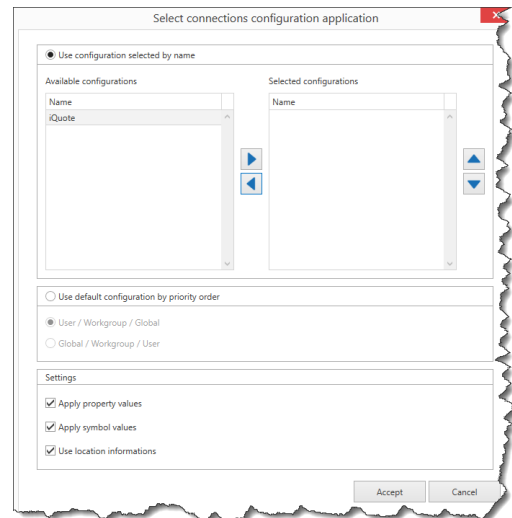 Select connections configuration application
Use configuration selected by name
Available configurations
Selected configurations
Name
Name
iQuote
Use default configuration by priority order
User / Workgroup / Global
Global / Workgroup / User
Settings
Apply property values
Apply symbol values
Use location informations
Accept
Cancel